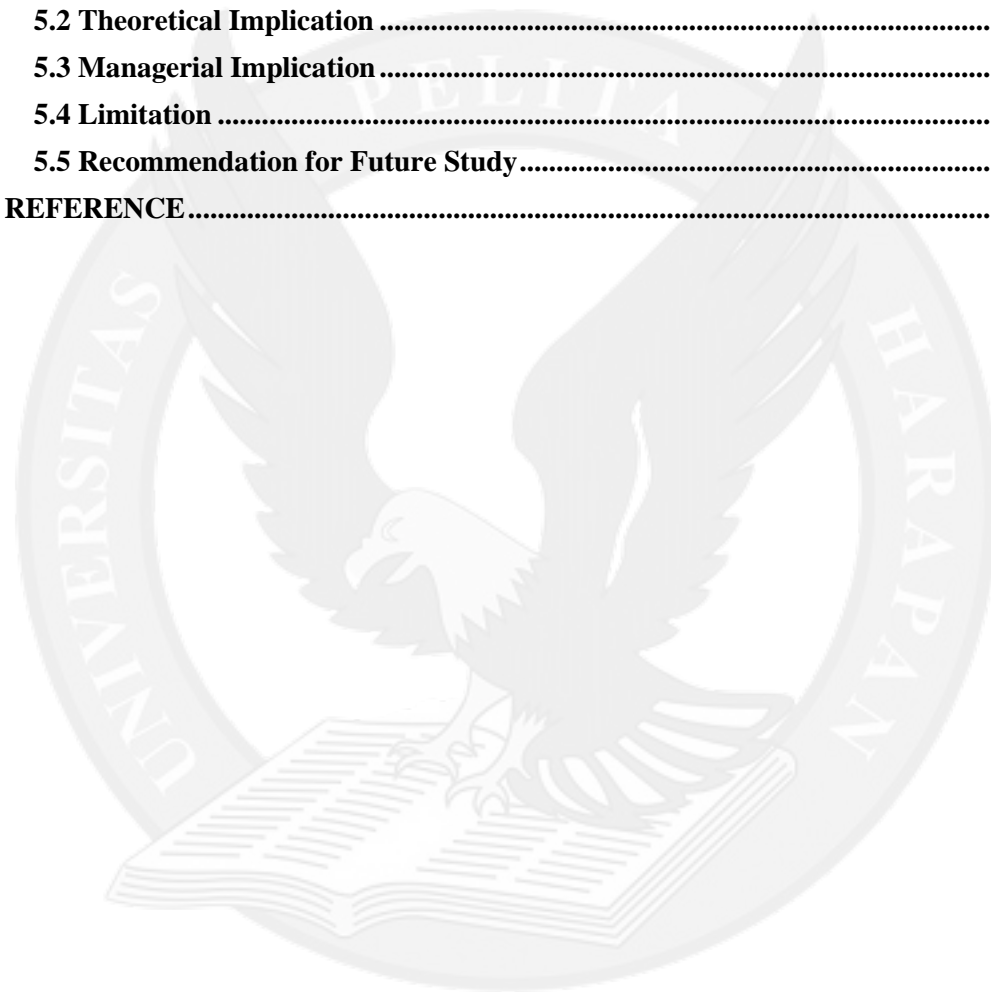 5.2 Theoretical Implication ........................................................................................
5.3 Managerial Implication ........................................................................................
5.4 Limitation ........................................................................................
5.5 Recommendation for Future Study ........................................................................................
REFERENCE ........................................................................................
UNIVERSITAS PELITA HARAPAN